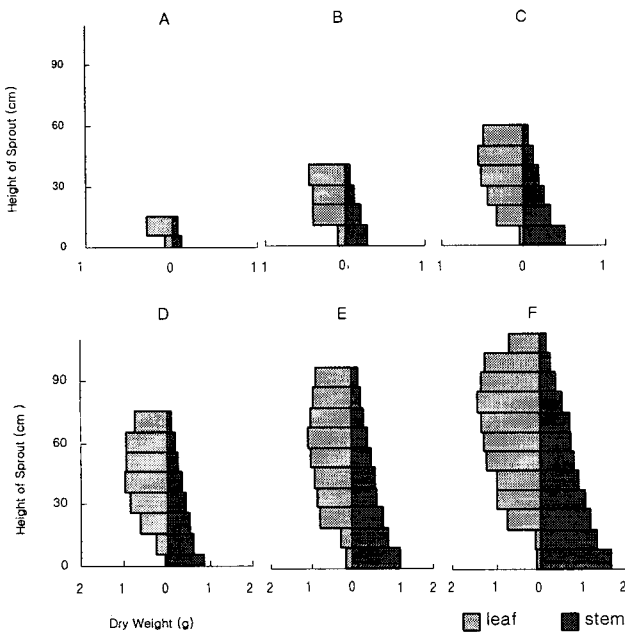 A B C
Height of Sprout (cm)
90
60
30
0
1 0 1 1 0 1 1 0 1
D E F
Height of Sprout (cm)
90
60
30
0
2 1 0 1 2 2 1 0 1 2 2 1 0 1 2
Dry Weight (g)
leaf stem